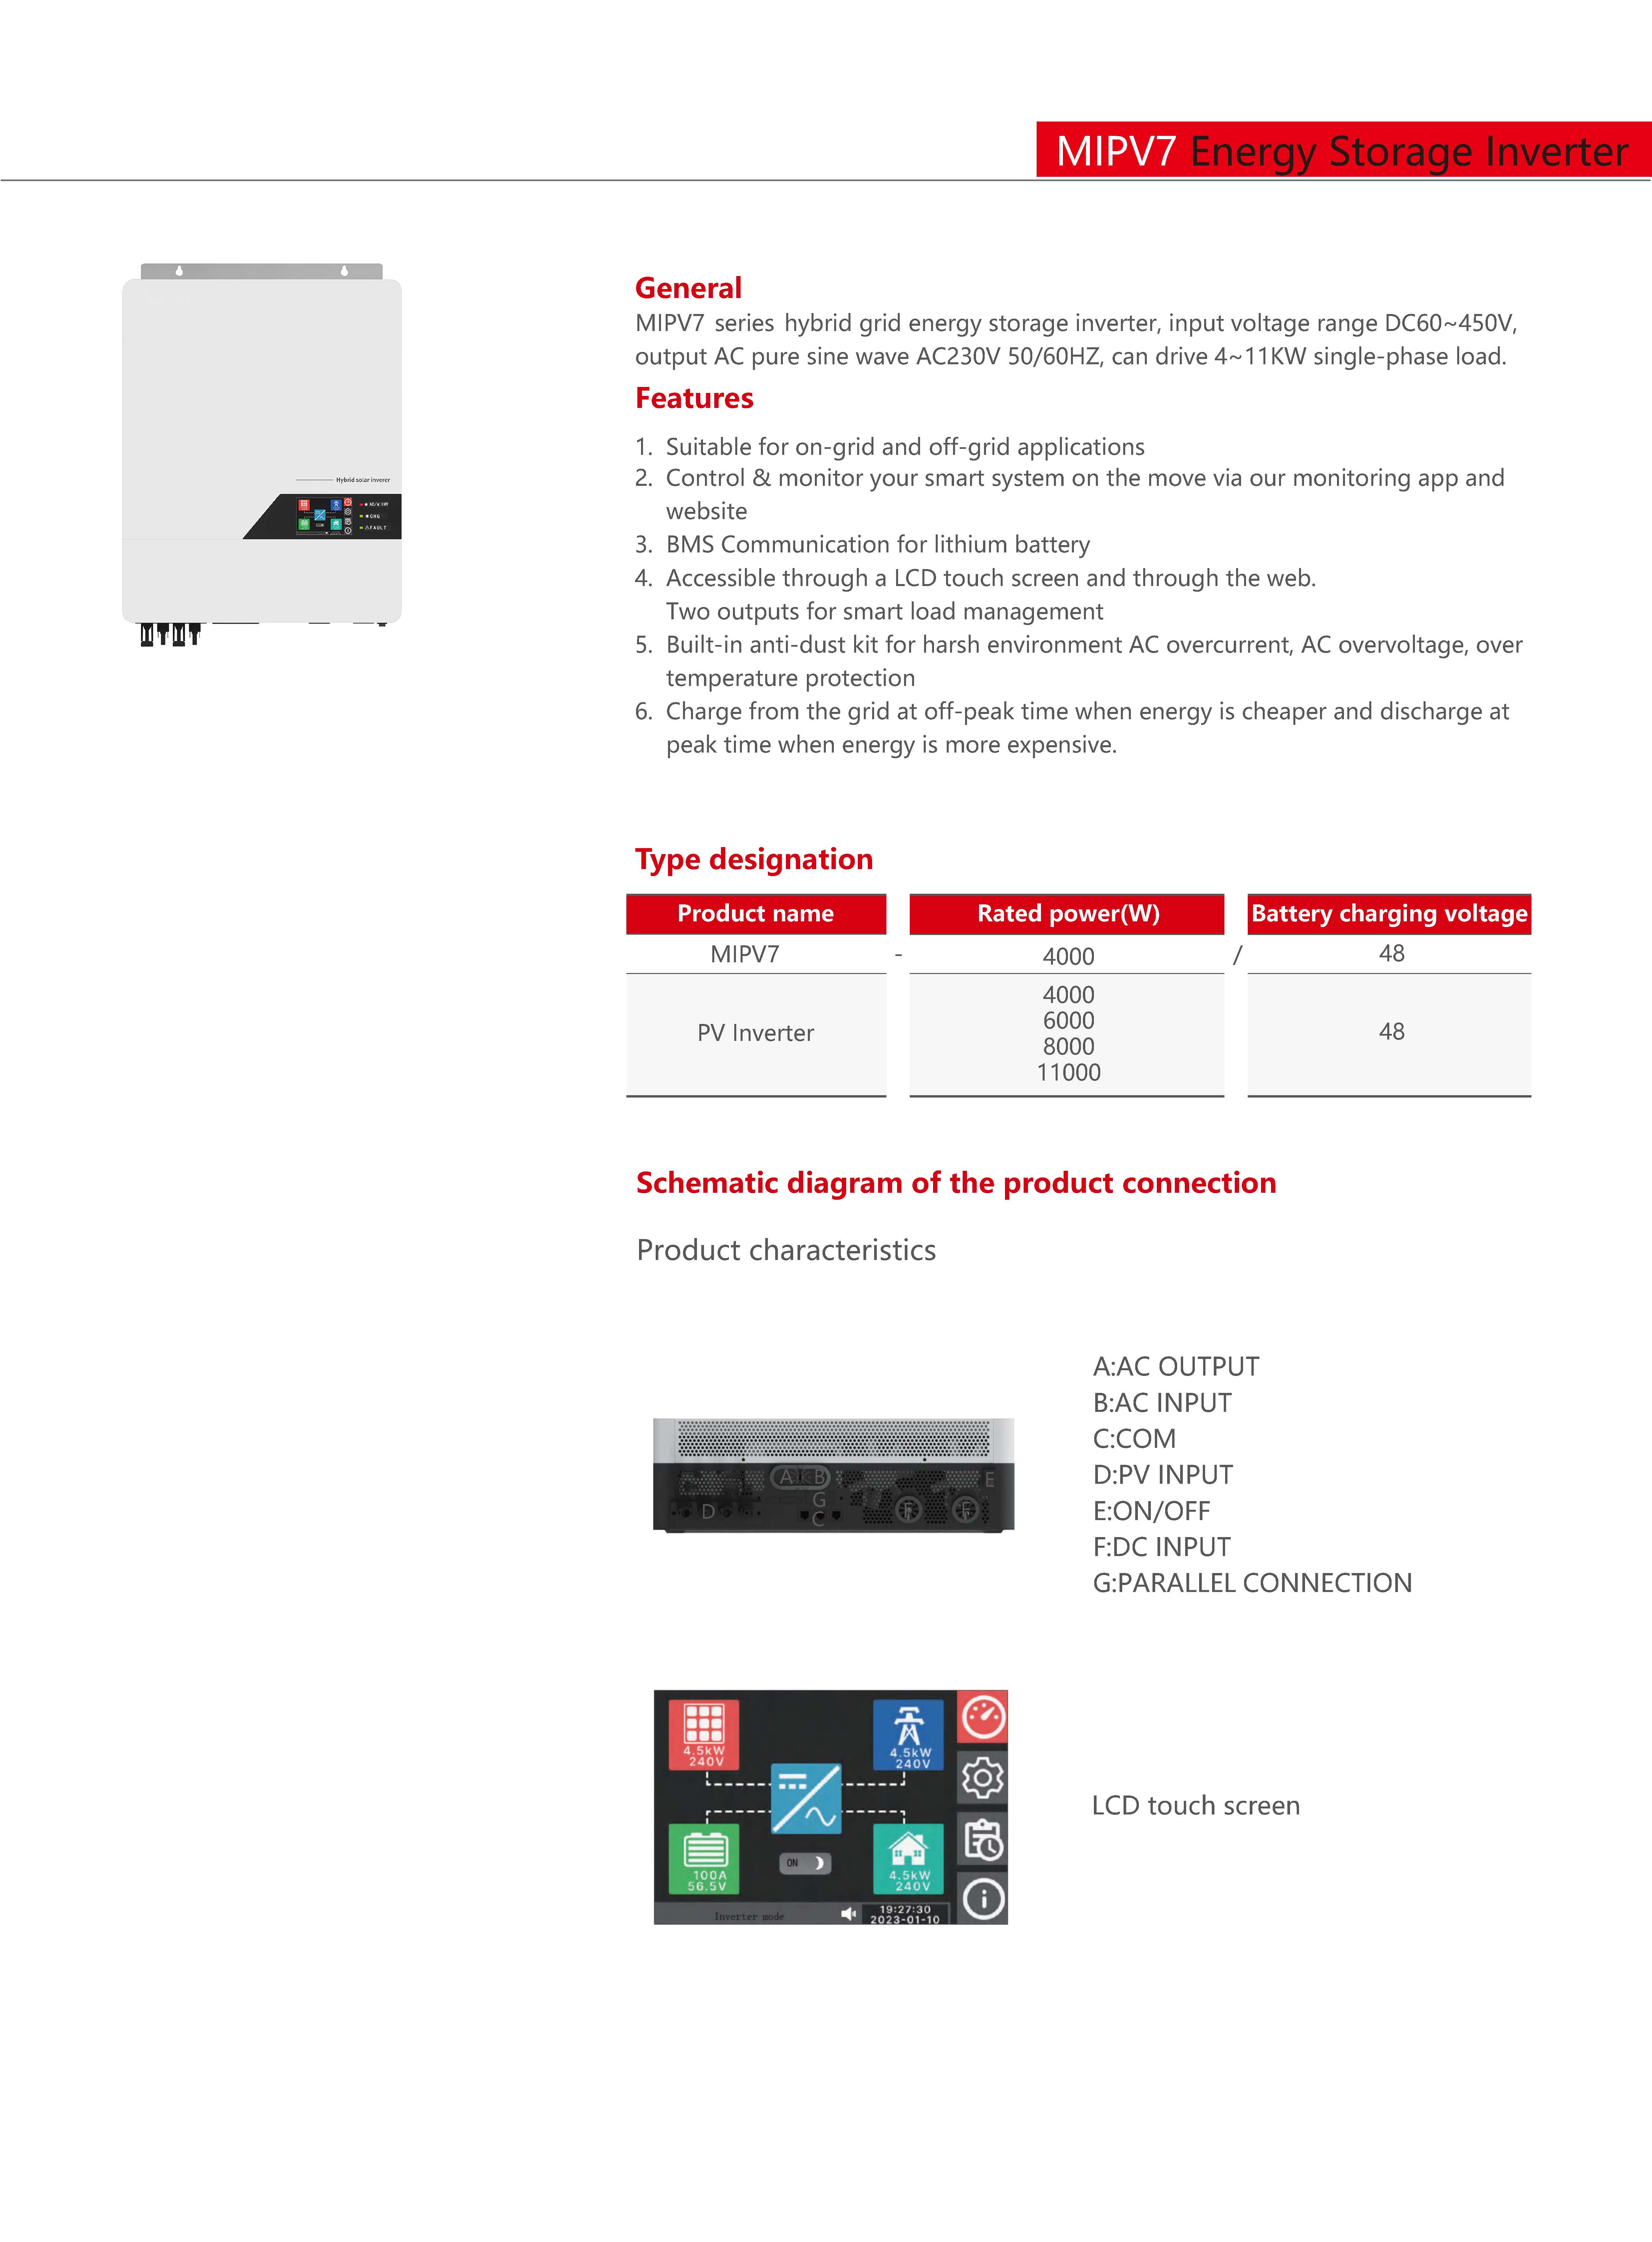 MIPV7 Energy Storage Inverter
Hybrid solar inverer
FAULT
General
MIPV7 series hybrid grid energy storage inverter, input voltage range DC60~450V,
output AC pure sine wave AC230V 50/60HZ, can drive 4~11KW single-phase load.
Features
1. Suitable for on-grid and off-grid applications
2. Control & monitor your smart system on the move via our monitoring app and
website
3. BMS Communication for lithium battery
4. Accessible through a LCD touch screen and through the web.
Two outputs for smart load management
5. Built-in anti-dust kit for harsh environment AC overcurrent, AC overvoltage, over
temperature protection
6. Charge from the grid at off-peak time when energy is cheaper and discharge at
peak time when energy is more expensive.
Type designation
Product name Rated power(W) Battery charging voltage
MIPV7 - 4000 / 48
PV Inverter 4000 48
6000
8000
11000
Schematic diagram of the product connection
Product characteristics
A B E
G
D F F
C
A:AC OUTPUT
B:AC INPUT
C:COM
D:PV INPUT
E:ON/OFF
F:DC INPUT
G:PARALLEL CONNECTION
4.5kW 4.5kW
240V 240V
ON
100A 4.5kW
56.5V 240V
Inverter mode
19:27:30
2023-01-10
LCD touch screen